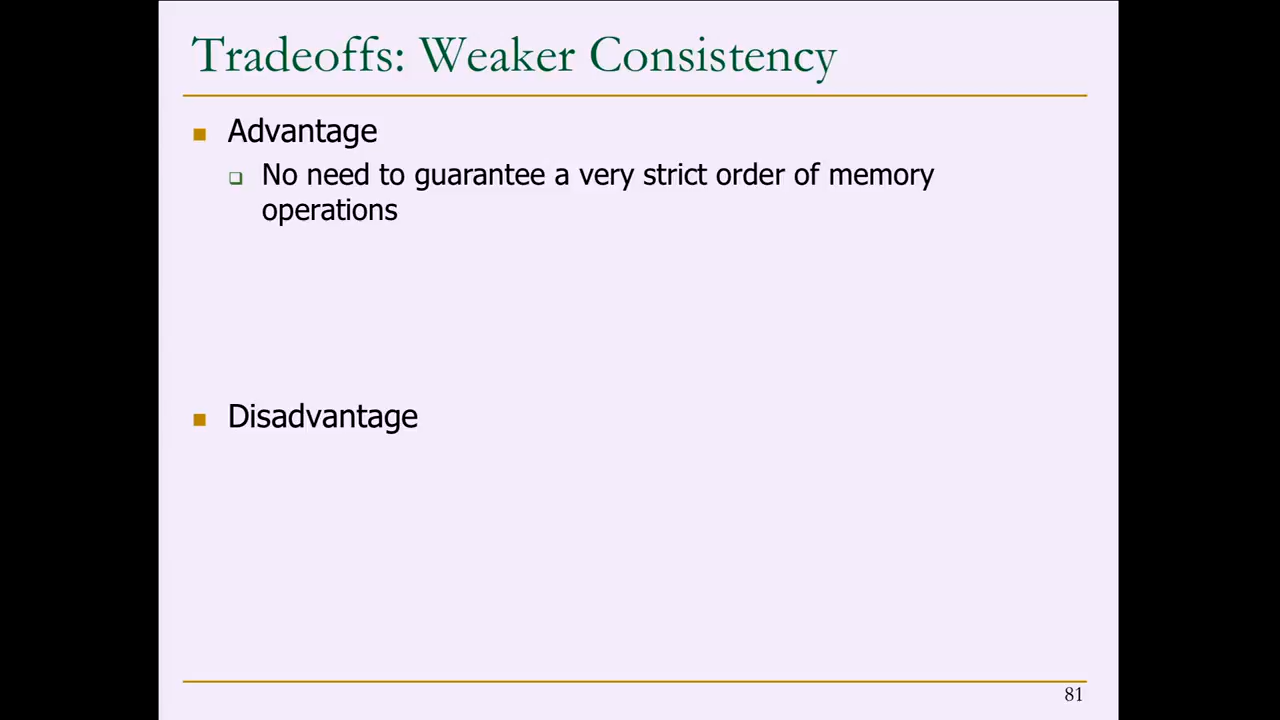 Tradeoffs: Weaker Consistency
Advantage
No need to guarantee a very strict order of memory
operations
Disadvantage
81